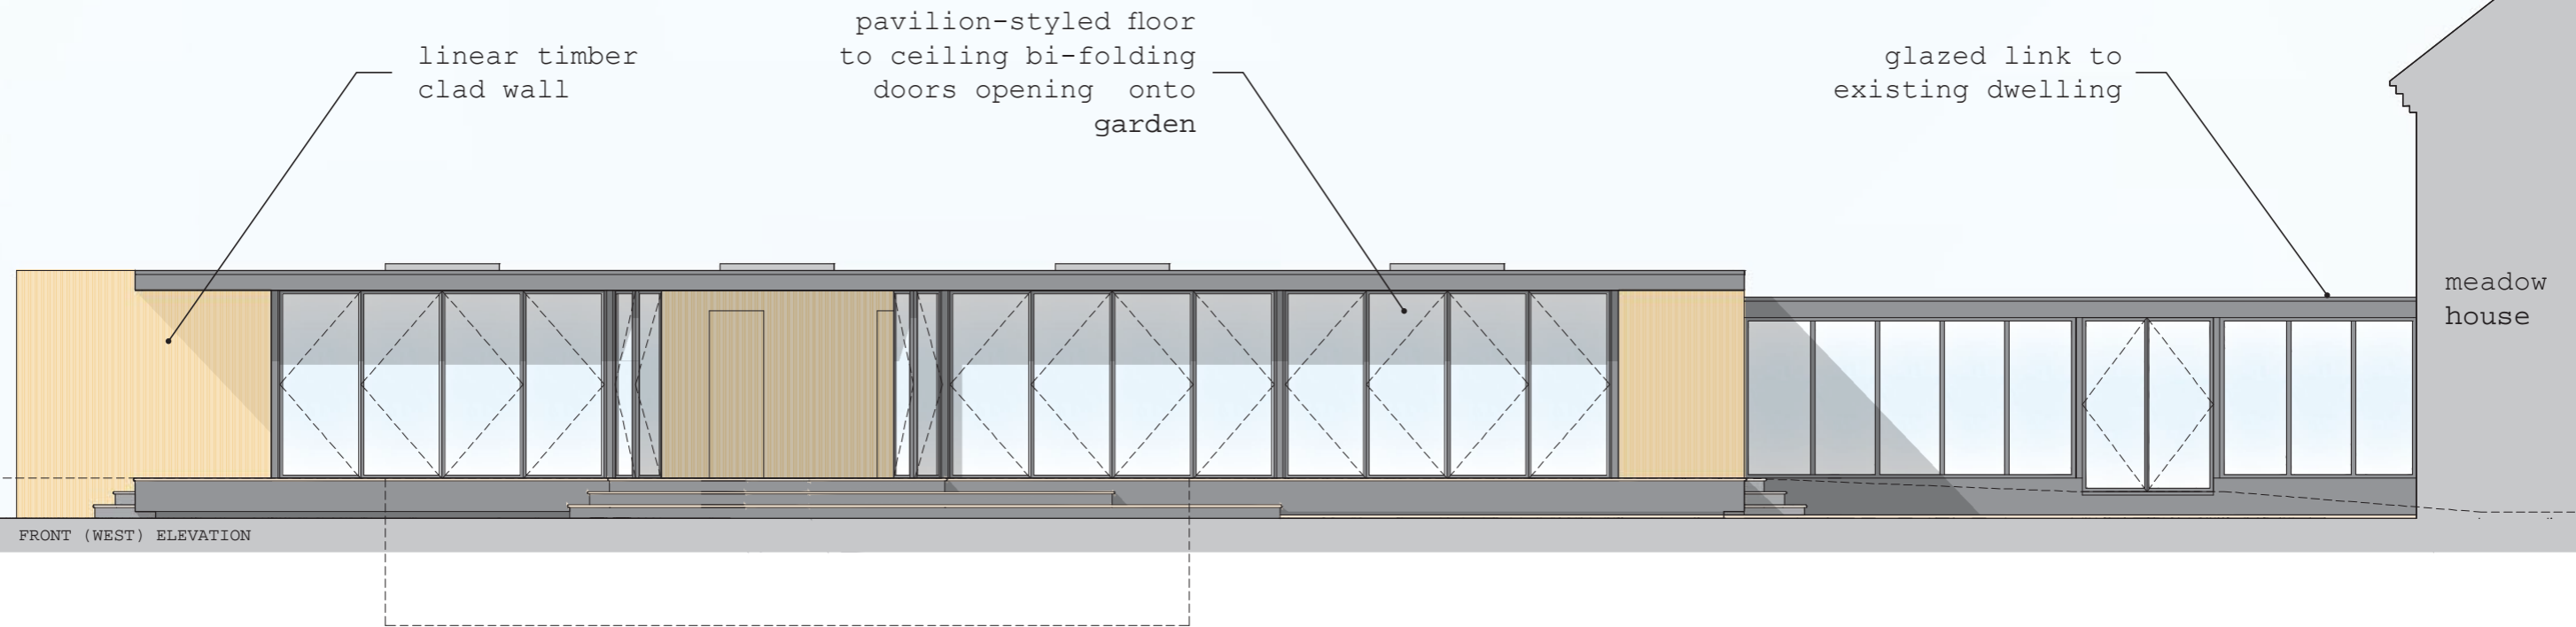 linear timber
clad wall
pavilion-styled floor
to ceiling bi-folding
doors opening  onto
garden
glazed link to
existing dwelling
meadow
house
FRONT (WEST) ELEVATION